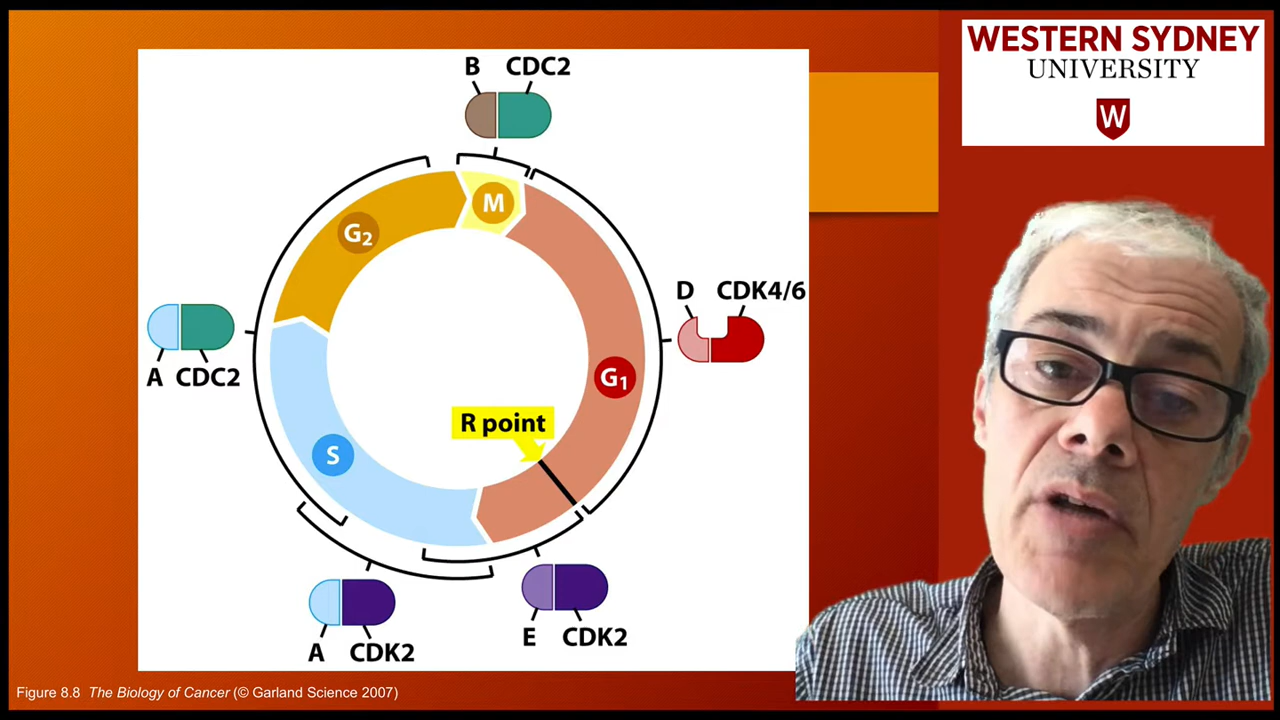 WESTERN SYDNEY
UNIVERSITY
W
B CDC2
M
G2
D CDK4/6
G1
A CDC2
R point
S
E CDK2
A CDK2
Figure 8.8 The Biology of Cancer (© Garland Science 2007)